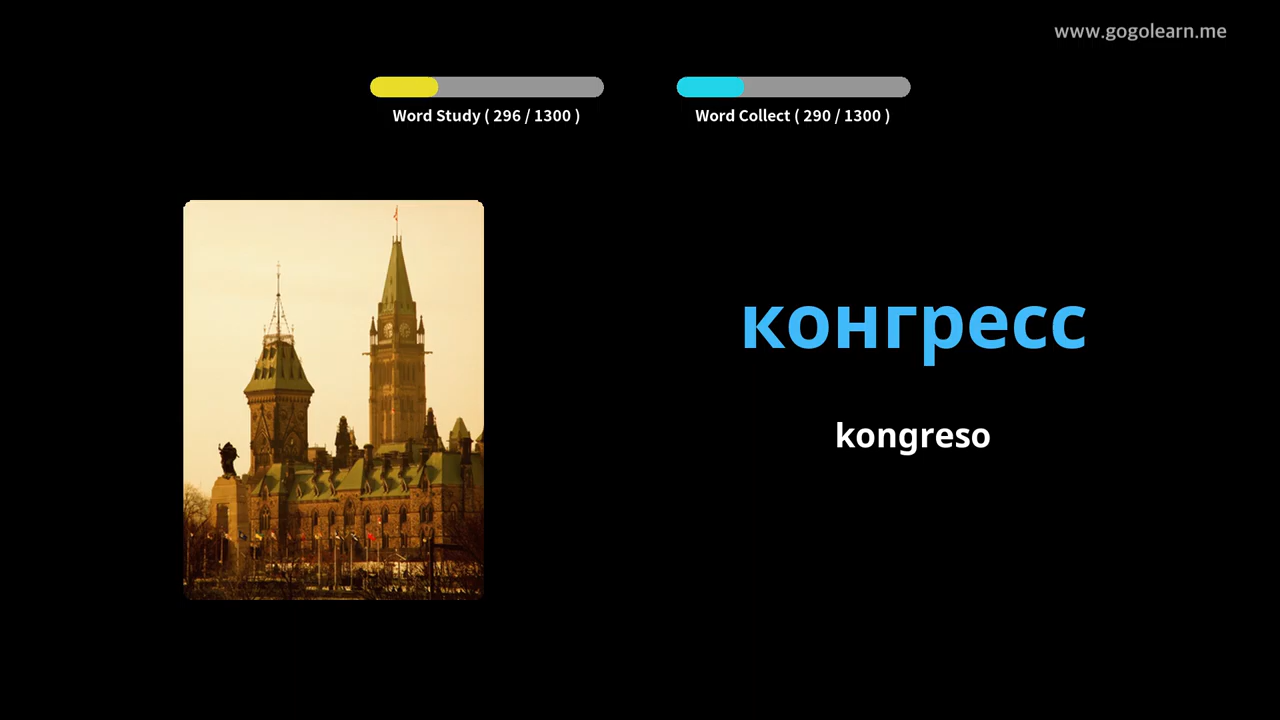 www.gogolearn.me
Word Study ( 296 / 1300 )
Word Collect ( 290 / 1300 )
конгресс
kongreso